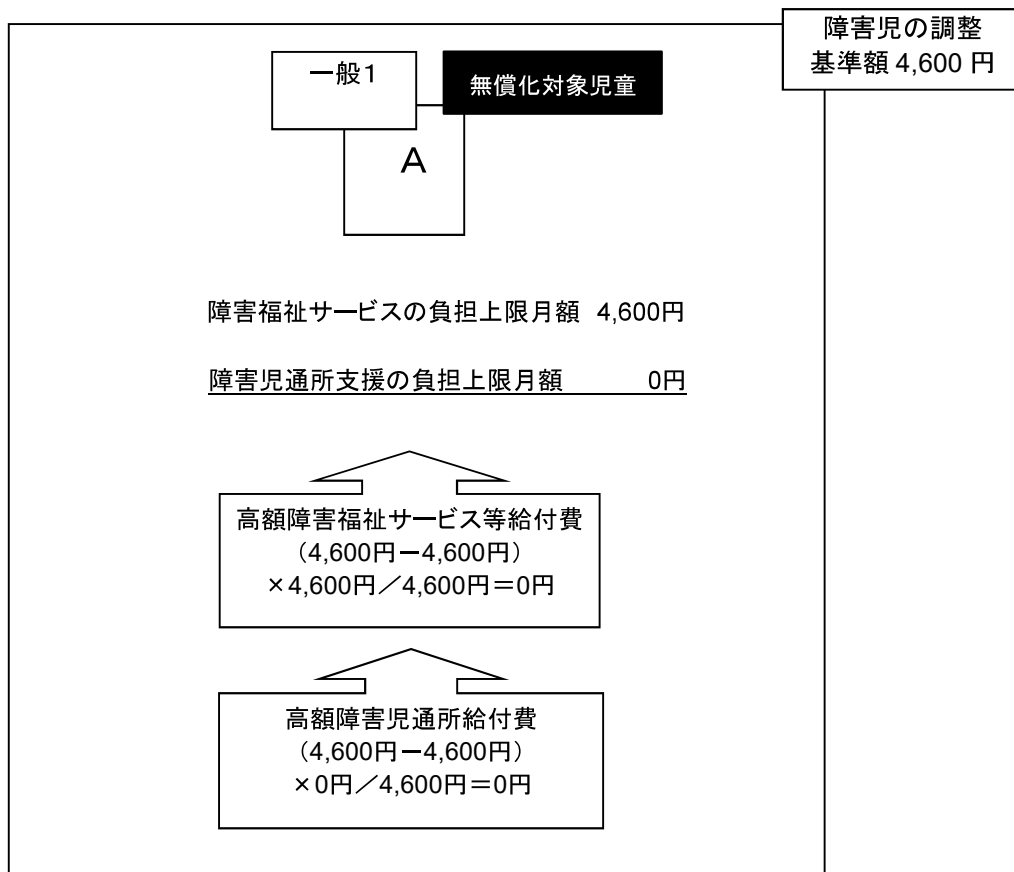 障害児の調整
基準額 4,600 円
一般1
無償化対象児童
A
障害福祉サービスの負担上限月額 4,600円
障害児通所支援の負担上限月額 0円
高額障害福祉サービス等給付費
（4,600円－4,600円）
×4,600円／4,600円＝0円
高額障害児通所給付費
（4,600円－4,600円）
×0円／4,600円＝0円